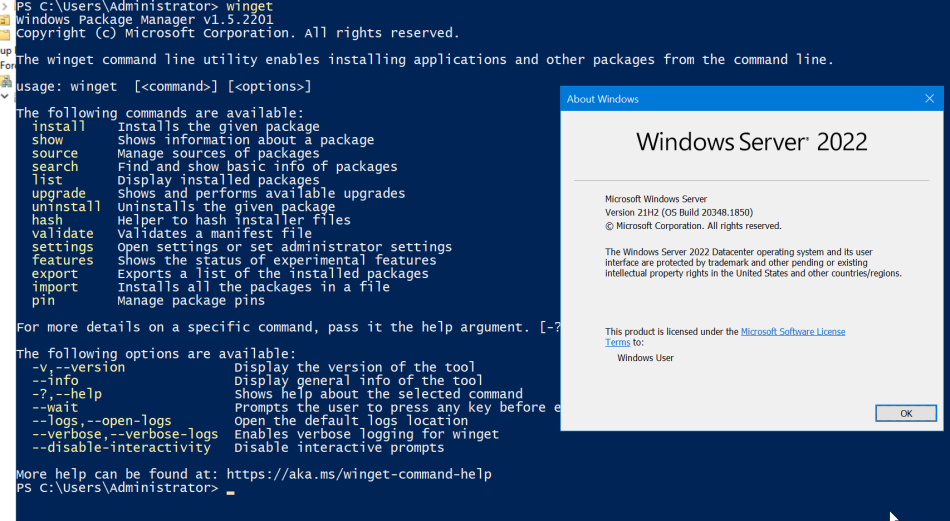 PS C:\Users\Administrator> winget
Windows Package Manager v1.5.2201
Copyright (c) Microsoft Corporation. All rights reserved.
The winget command line utility enables installing applications and other packages from the command line.
usage: winget  [<command>] [<options>]
The following commands are available:
install    Installs the given package
show       Shows information about a package
source     Manage sources of packages
search     Find and show basic info of packages
list       Display installed packages
upgrade    Shows and performs available upgrades
uninstall  Uninstalls the given package
hash       Helper to hash installer files
validate   Validates a manifest file
settings   Open settings or set administrator settings
features   Shows the status of experimental features
export     Exports a list of the installed packages
import     Installs all the packages in a file
pin        Manage package pins
For more details on a specific command, pass it the help argument. [-?
The following options are available:
-v,--version              Display the version of the tool
--info                    Display general info of the tool
-?,--help                 Shows help about the selected command
--wait                    Prompts the user to press any key before e
--logs,--open-logs        Open the default logs location
--verbose,--verbose-logs  Enables verbose logging for winget
--disable-interactivity   Disable interactive prompts
More help can be found at: https://aka.ms/winget-command-help
PS C:\Users\Administrator>
up
For
About Windows
Windows Server® 2022
Microsoft Windows Server
Version 21H2 (OS Build 20348.1850)
© Microsoft Corporation. All rights reserved.
The Windows Server 2022 Datacenter operating system and its user
interface are protected by trademark and other pending or existing
intellectual property rights in the United States and other countries/regions.
This product is licensed under the Microsoft Software License
Terms to:
Windows User
OK